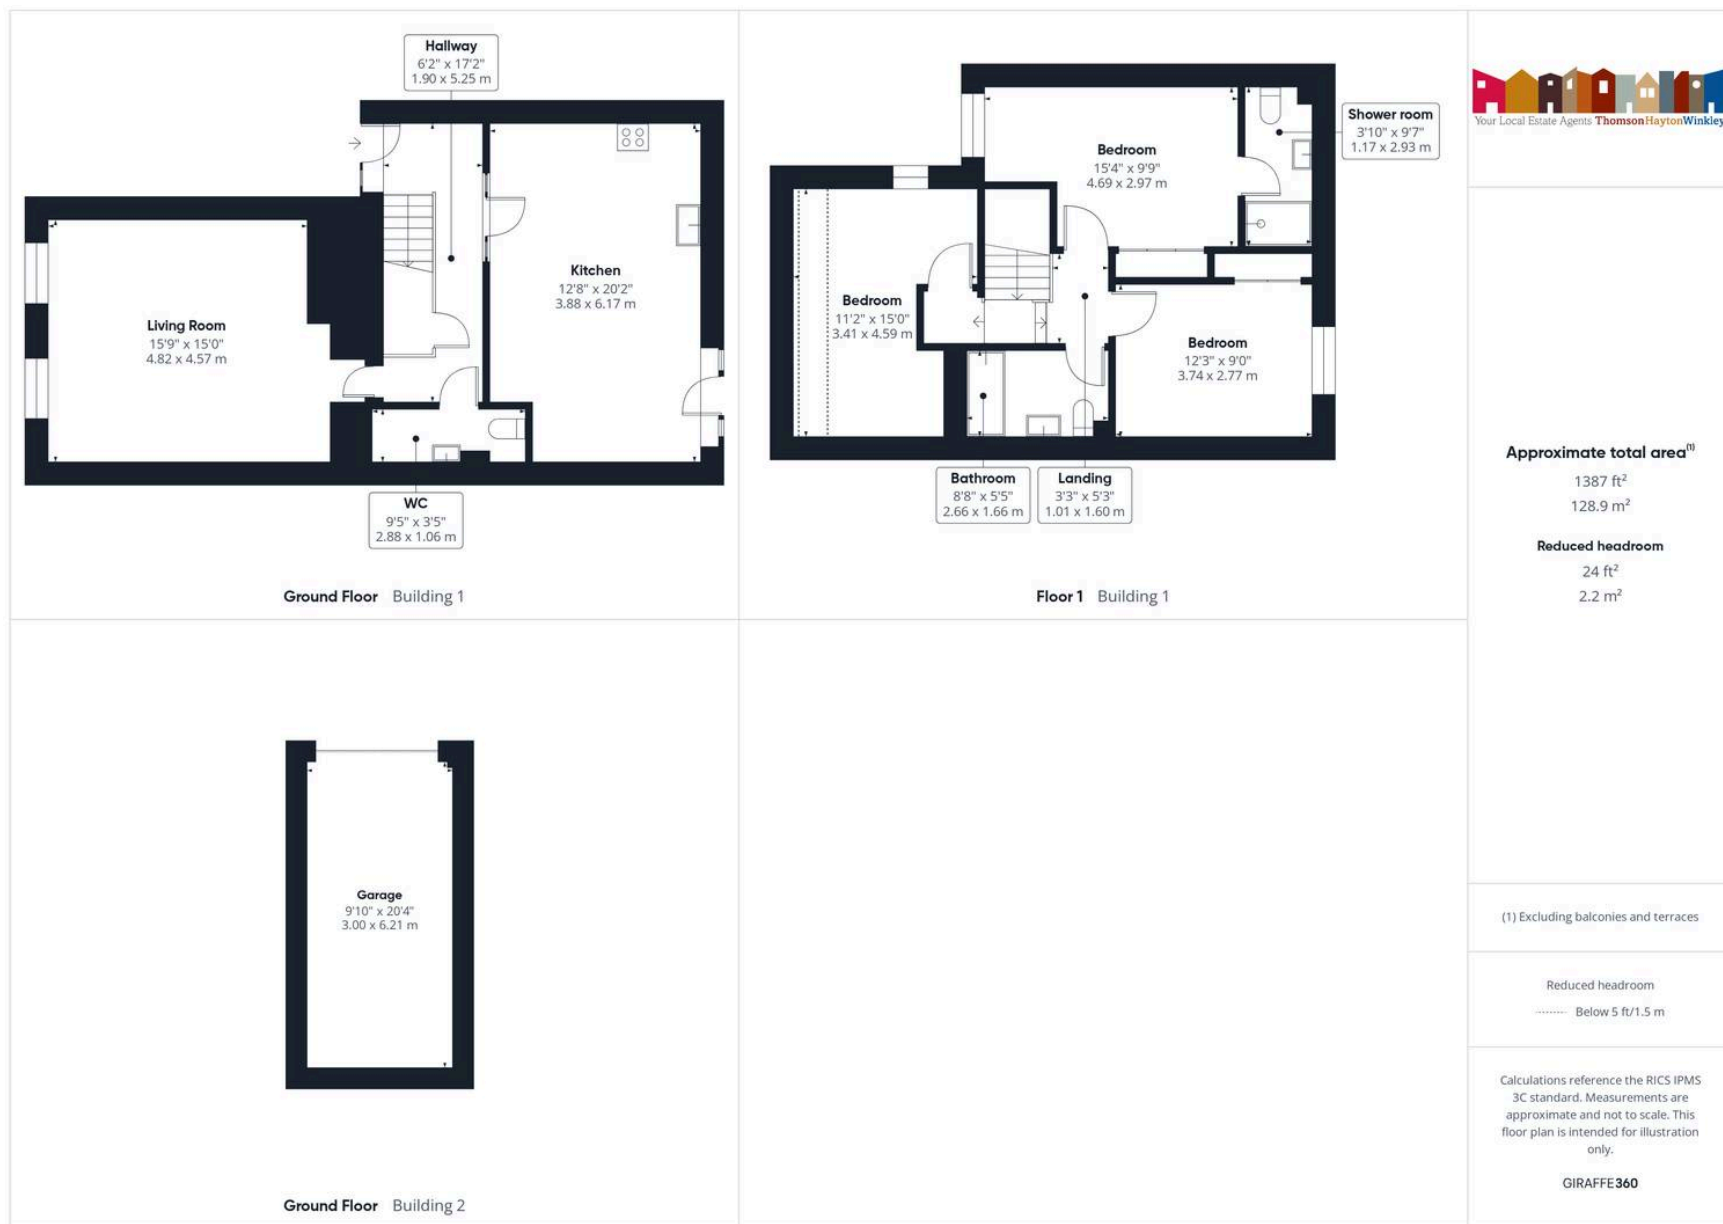 Hallway
6'2" x 17'2"
1.90 x 5.25 m
Kitchen
12'8" x 20'2"
3.88 x 6.17 m
Living Room
15'9" x 15'0"
4.82 x 4.57 m
WC
9'5" x 3'5"
2.88 x 1.06 m
Ground Floor Building 1
Shower room
3'10" x 9'7"
1.17 x 2.93 m
Bedroom
15'4" x 9'9"
4.69 x 2.97 m
Bedroom
11'2" x 15'0"
3.41 x 4.59 m
Bedroom
12'3" x 9'0"
3.74 x 2.77 m
Bathroom
8'8" x 5'5"
2.66 x 1.66 m
Landing
3'3" x 5'3"
1.01 x 1.60 m
Floor 1 Building 1
Garage
9'10" x 20'4"
3.00 x 6.21 m
Ground Floor Building 2
Your Local Estate Agents ThomsonHaytonWinkley
Approximate total area(1)
1387 ft²
128.9 m²
Reduced headroom
24 ft²
2.2 m²
(1) Excluding balconies and terraces
Reduced headroom
Below 5 ft/1.5 m
Calculations reference the RICS IPMS
3C standard. Measurements are
approximate and not to scale. This
floor plan is intended for illustration
only.
GIRAFFE360